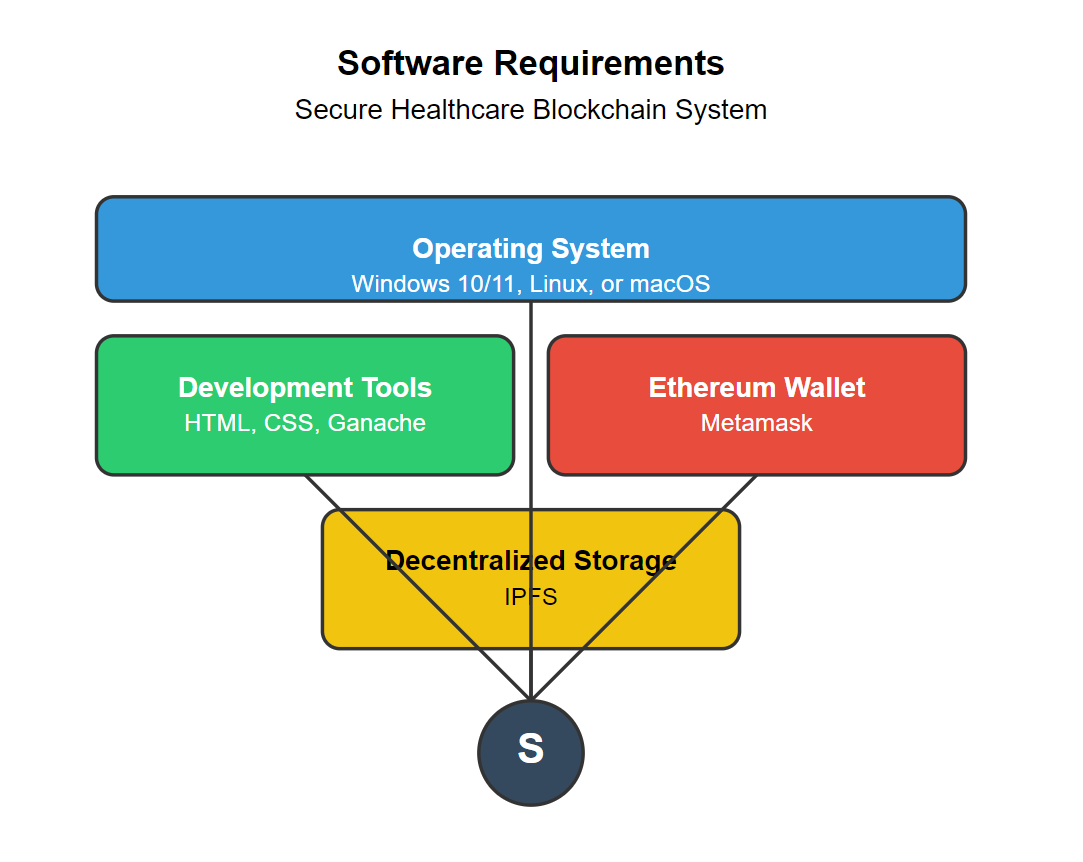 Software Requirements
Secure Healthcare Blockchain System
Operating System
Windows 10/11, Linux, or macOS
Development Tools
HTML, CSS, Ganache
Ethereum Wallet
Metamask
Decentralized Storage
IPFS
S